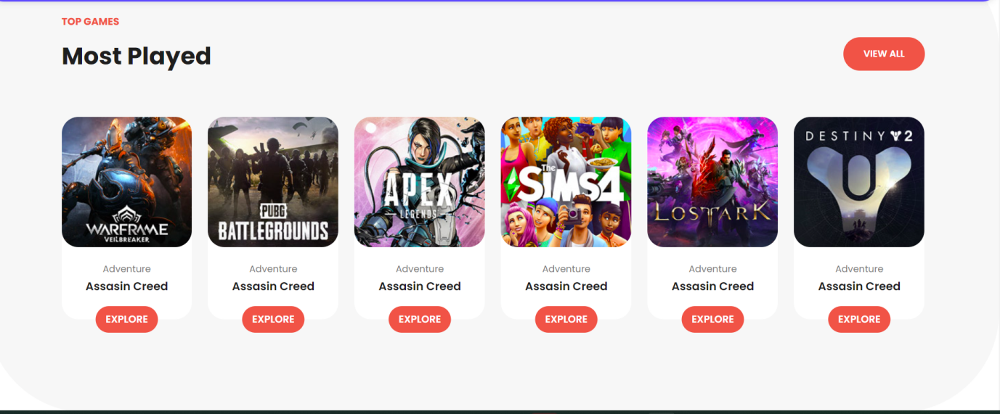 TOP GAMES
Most Played
VIEW ALL
WARFRAME
VEILBREAKER
PUBG
BATTLEGROUNDS
APEX
LEGENDS
The
SIMS4
LOST ARK
DESTINY 2
Adventure
Assasin Creed
EXPLORE
Adventure
Assasin Creed
EXPLORE
Adventure
Assasin Creed
EXPLORE
Adventure
Assasin Creed
EXPLORE
Adventure
Assasin Creed
EXPLORE
Adventure
Assasin Creed
EXPLORE